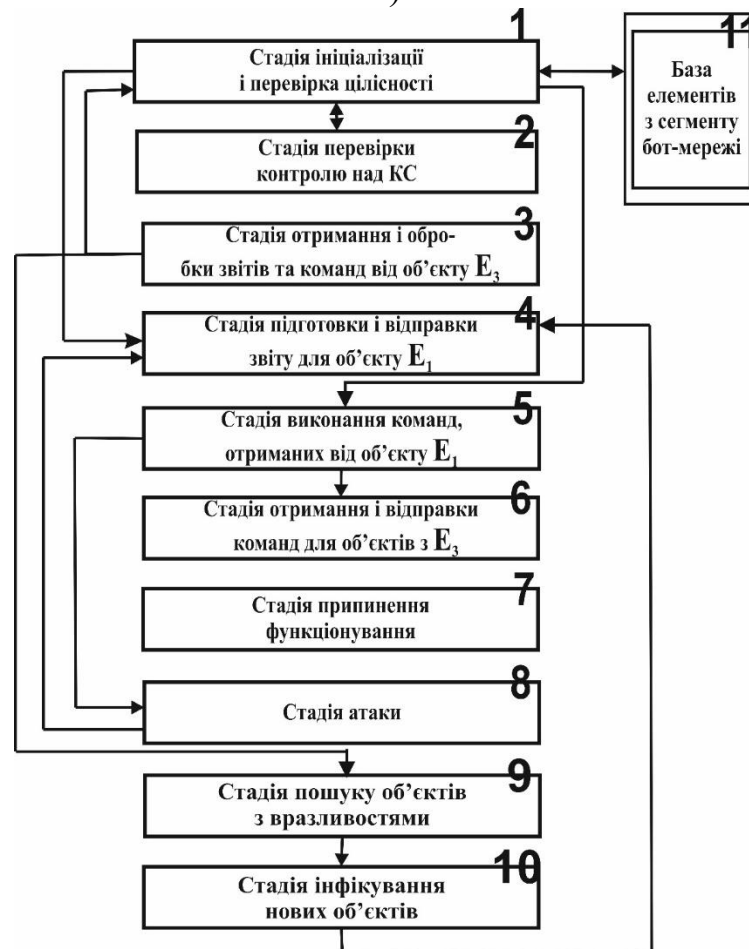 1
Стадія ініціалізації
і перевірка цілісності
11
База
елементів
з сегменту
бот-мережі
2
Стадія перевірки
контролю над КС
3
Стадія отримання і обро-
бки звітів та команд від об’єкту E₃
4
Стадія підготовки і відправки
звіту для об’єкту E₁
5
Стадія виконання команд,
отриманих від об’єкту E₁
6
Стадія отримання і відправки
команд для об’єктів з E₃
7
Стадія припинення
функціонування
8
Стадія атаки
9
Стадія пошуку об’єктів
з вразливостями
10
Стадія інфікування
нових об’єктів